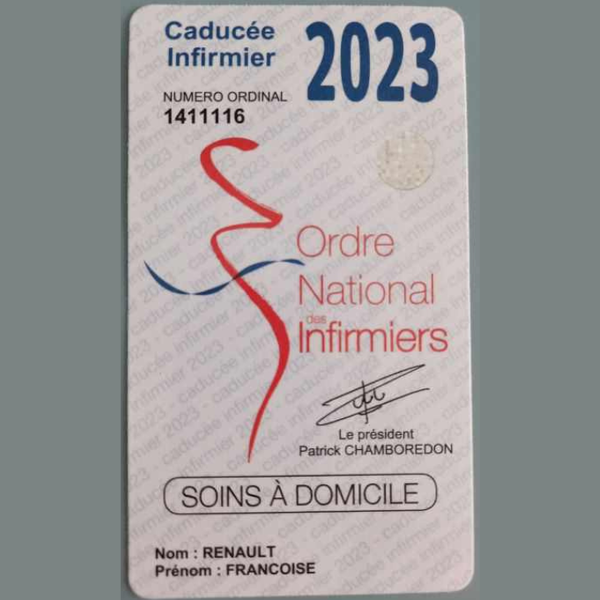 Caducée
Infirmier
2023
NUMERO ORDINAL
1411116
Ordre
National
des
Infirmiers
Le président
Patrick CHAMBOREDON
SOINS À DOMICILE
Nom : RENAULT
Prénom : FRANCOISE